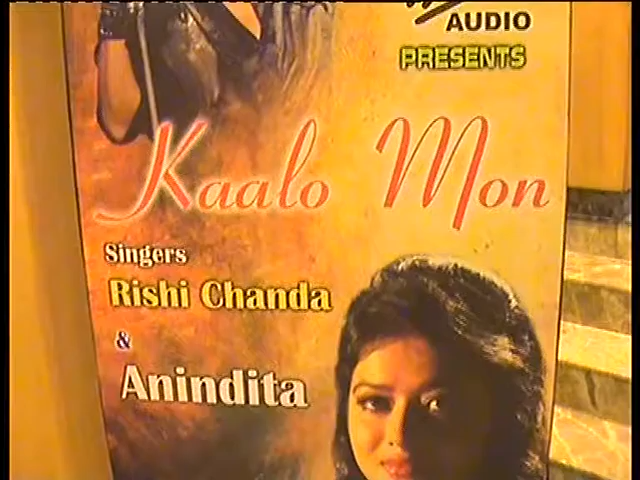 AUDIO
PRESENTS
Kaalo Mon
Singers
Rishi Chanda
&
Anindita